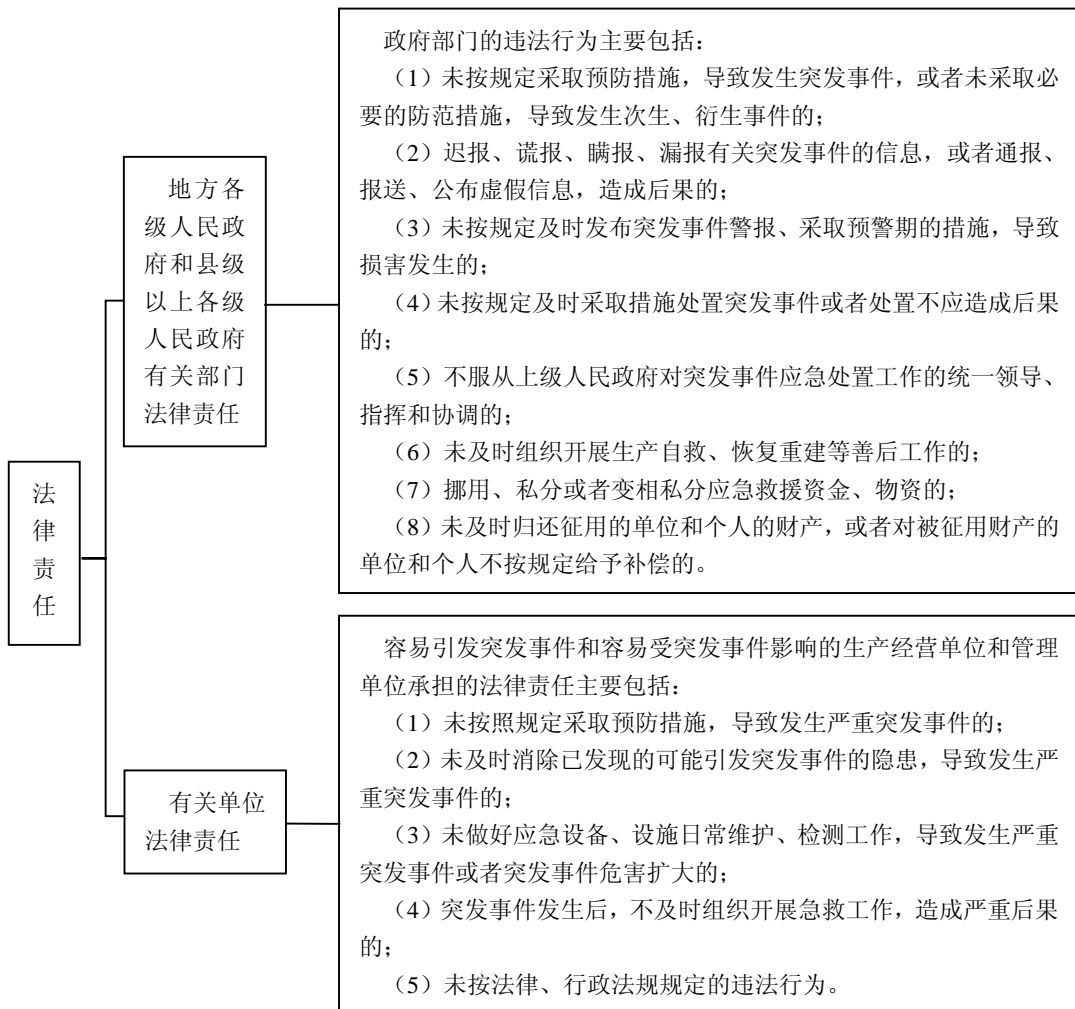 法
律
责
任
地方各
级人民政
府和县级
以上各级
人民政府
有关部门
法律责任
政府部门的违法行为主要包括：
（1）未按规定采取预防措施，导致发生突发事件，或者未采取必
要的防范措施，导致发生次生、衍生事件的；
（2）迟报、谎报、瞒报、漏报有关突发事件的信息，或者通报、
报送、公布虚假信息，造成后果的；
（3）未按规定及时发布突发事件警报、采取预警期的措施，导致
损害发生的；
（4）未按规定及时采取措施处置突发事件或者处置不应造成后果
的；
（5）不服从上级人民政府对突发事件应急处置工作的统一领导、
指挥和协调的；
（6）未及时组织开展生产自救、恢复重建等善后工作的；
（7）挪用、私分或者变相私分应急救援资金、物资的；
（8）未及时归还征用的单位和个人的财产，或者对被征用财产的
单位和个人不按规定给予补偿的。
有关单位
法律责任
容易引发突发事件和容易受突发事件影响的生产经营单位和管理
单位承担的法律责任主要包括：
（1）未按照规定采取预防措施，导致发生严重突发事件的；
（2）未及时消除已发现的可能引发突发事件的隐患，导致发生严
重突发事件的；
（3）未做好应急设备、设施日常维护、检测工作，导致发生严重
突发事件或者突发事件危害扩大的；
（4）突发事件发生后，不及时组织开展急救工作，造成严重后果
的；
（5）未按法律、行政法规规定的违法行为。